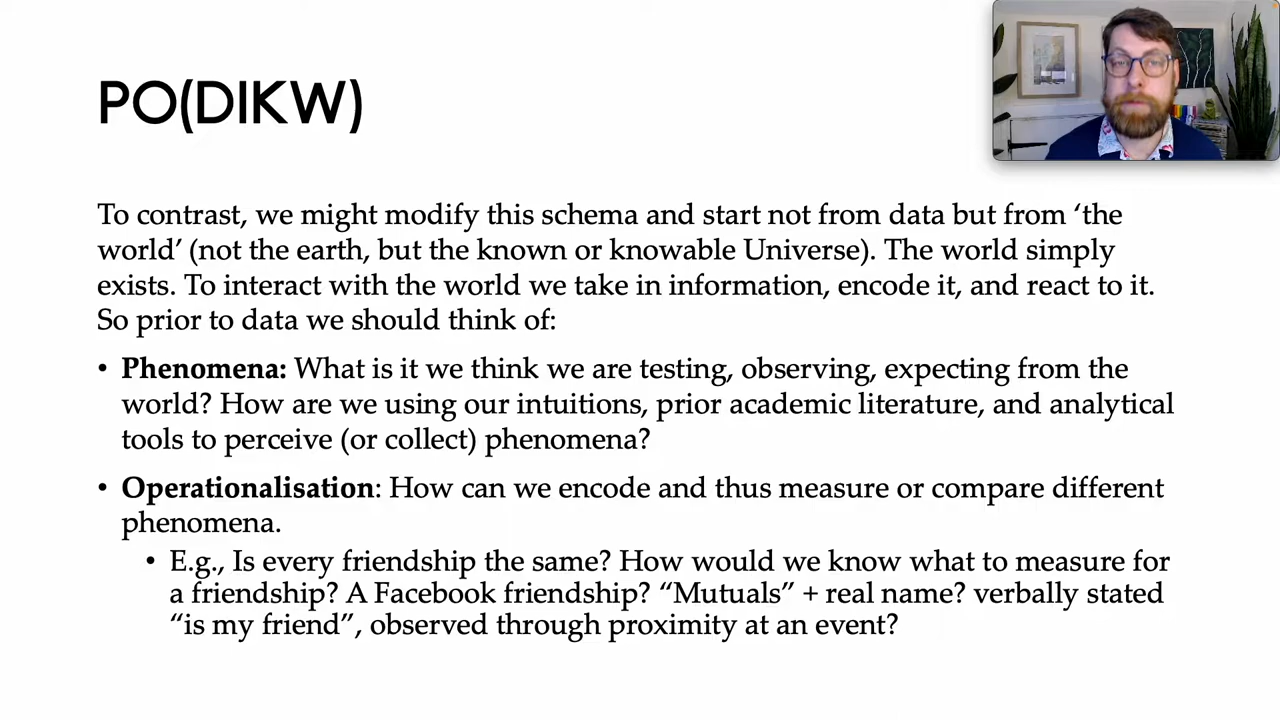 PO(DIKW)
To contrast, we might modify this schema and start not from data but from ‘the
world’ (not the earth, but the known or knowable Universe). The world simply
exists. To interact with the world we take in information, encode it, and react to it.
So prior to data we should think of:
• Phenomena: What is it we think we are testing, observing, expecting from the
world? How are we using our intuitions, prior academic literature, and analytical
tools to perceive (or collect) phenomena?
• Operationalisation: How can we encode and thus measure or compare different
phenomena.
• E.g., Is every friendship the same? How would we know what to measure for
a friendship? A Facebook friendship? “Mutuals” + real name? verbally stated
“is my friend”, observed through proximity at an event?